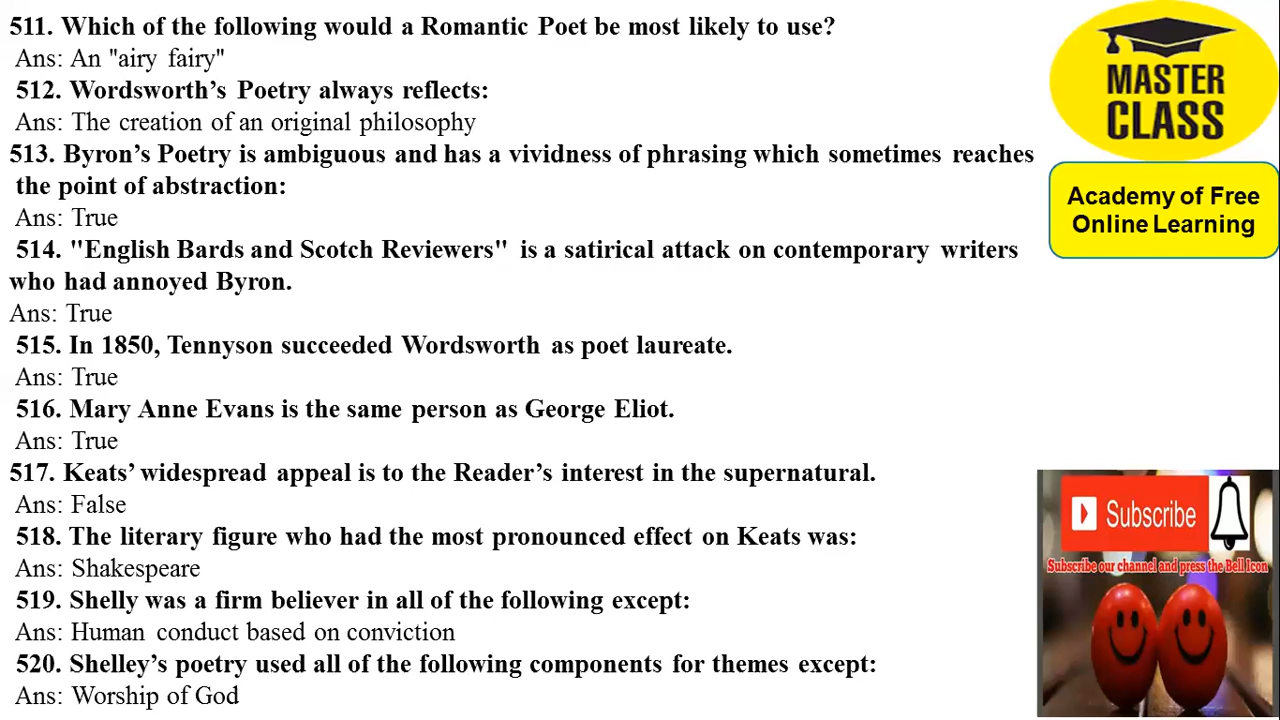 511. Which of the following would a Romantic Poet be most likely to use?
Ans: An "airy fairy"
512. Wordsworth’s Poetry always reflects:
Ans: The creation of an original philosophy
513. Byron’s Poetry is ambiguous and has a vividness of phrasing which sometimes reaches
the point of abstraction:
Ans: True
514. "English Bards and Scotch Reviewers" is a satirical attack on contemporary writers
who had annoyed Byron.
Ans: True
515. In 1850, Tennyson succeeded Wordsworth as poet laureate.
Ans: True
516. Mary Anne Evans is the same person as George Eliot.
Ans: True
517. Keats’ widespread appeal is to the Reader’s interest in the supernatural.
Ans: False
518. The literary figure who had the most pronounced effect on Keats was:
Ans: Shakespeare
519. Shelly was a firm believer in all of the following except:
Ans: Human conduct based on conviction
520. Shelley’s poetry used all of the following components for themes except:
Ans: Worship of God
MASTER
CLASS
Academy of Free
Online Learning
Subscribe
Subscribe our channel and press the Bell Icon